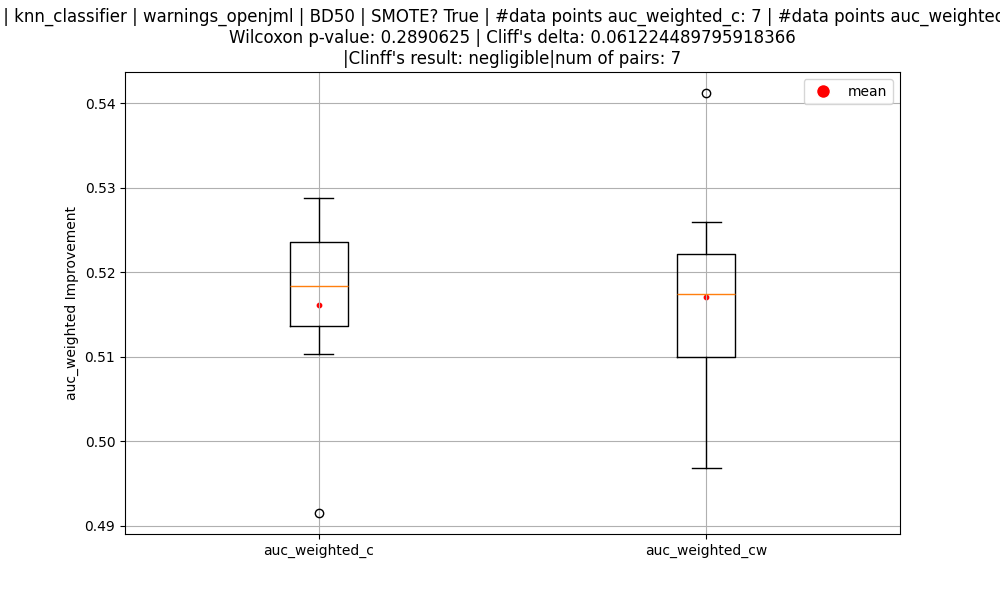 | knn_classifier | warnings_openjml | BD50 | SMOTE? True | #data points auc_weighted_c: 7 | #data points
Wilcoxon p-value: 0.2890625 | Cliff's delta: 0.061224489795918366
|Clinff's result: negligible|num of pairs: 7
mean
0.54
0.53
0.52
0.51
0.50
0.49
auc_weighted Improvement
auc_weighted_c
auc_weighted_cw